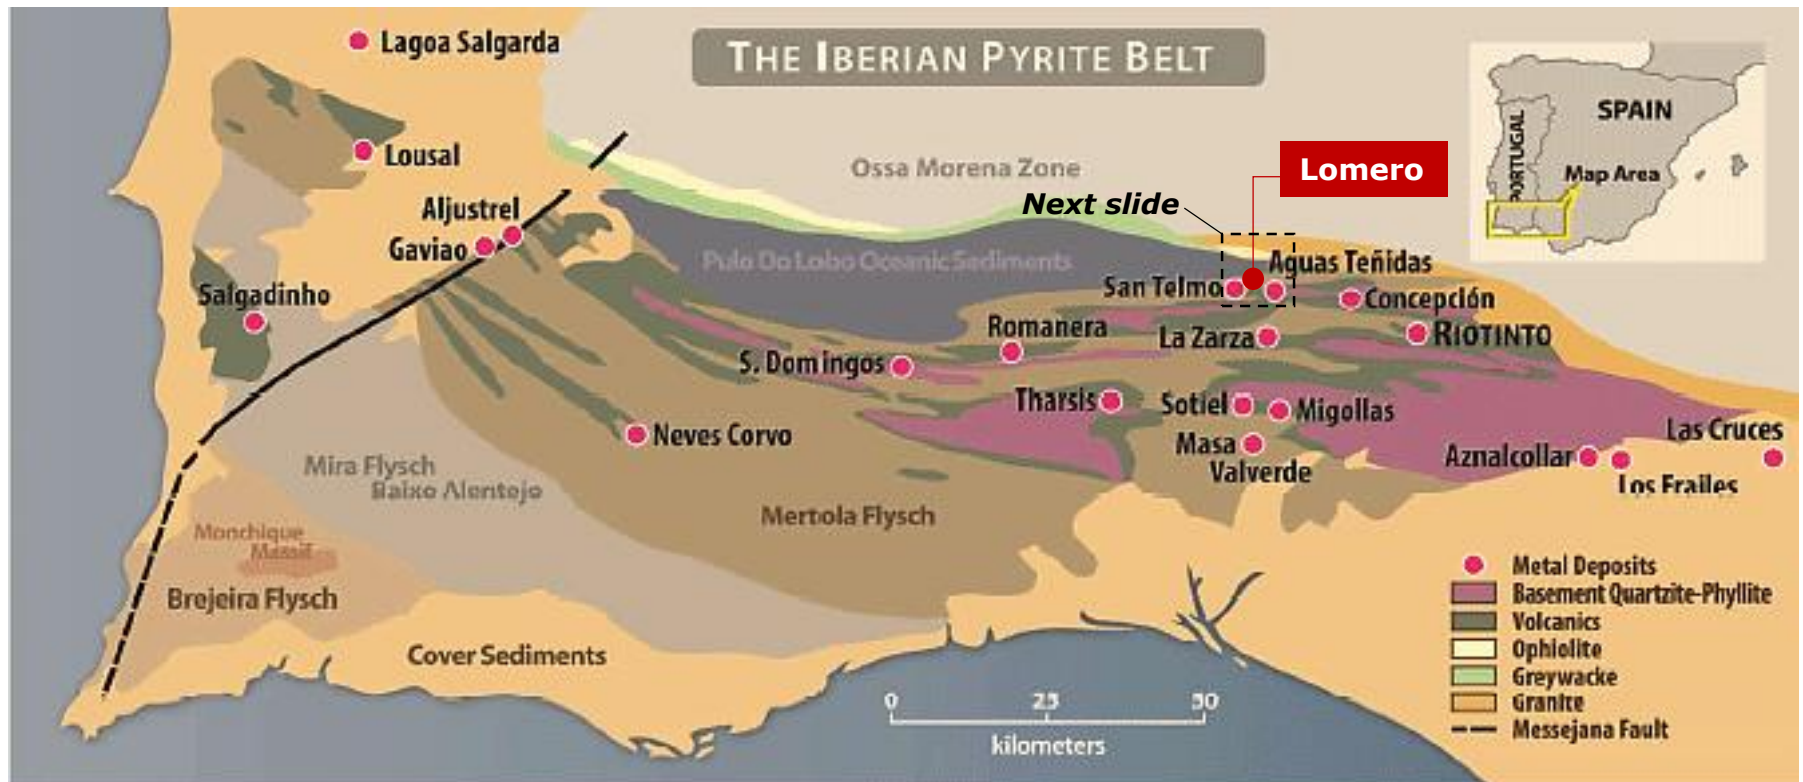 THE IBERIAN PYRITE BELT
Lagoa Salgarda
Lousal
Aljustrel
Gaviao
Salgadinho
Ossa Morena Zone
Lomero
Next slide
SPAIN
PORTUGAL
Map Area
Pulo Do Lobo Oceanic Sediments
Aguas Teñidas
San Telmo
Concepción
Romanera
La Zarza
RIOTINTO
S. Domingos
Tharsis
Sotiel
Migollas
Neves Corvo
Masa
Valverde
Las Cruces
Aznalcollar
Los Frailes
Mira Flysch
Baixo Alentojo
Mertola Flysch
Monchique
Massif
Brejeira Flysch
Cover Sediments
0 25 50
kilometers
Metal Deposits
Basement Quartzite-Phyllite
Volcanics
Ophiolite
Greywacke
Granite
Messejana Fault